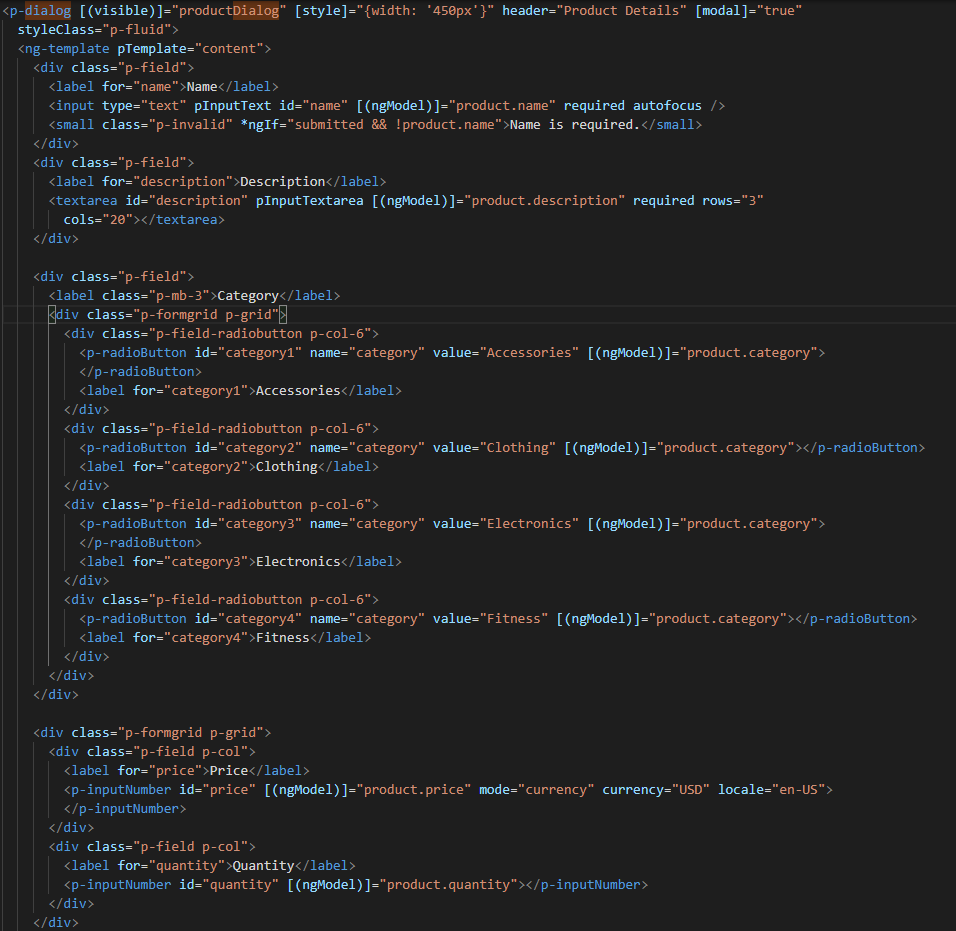 <p-dialog [(visible)]="productDialog" [style]="{width: '450px'}" header="Product Details" [modal]="true"
  styleClass="p-fluid">
  <ng-template pTemplate="content">
    <div class="p-field">
      <label for="name">Name</label>
      <input type="text" pInputText id="name" [(ngModel)]="product.name" required autofocus />
      <small class="p-invalid" *ngIf="submitted && !product.name">Name is required.</small>
    </div>
    <div class="p-field">
      <label for="description">Description</label>
      <textarea id="description" pInputTextarea [(ngModel)]="product.description" required rows="3"
        cols="20"></textarea>
    </div>

    <div class="p-field">
      <label class="p-mb-3">Category</label>
      <div class="p-formgrid p-grid">
        <div class="p-field-radiobutton p-col-6">
          <p-radioButton id="category1" name="category" value="Accessories" [(ngModel)]="product.category">
          </p-radioButton>
          <label for="category1">Accessories</label>
        </div>
        <div class="p-field-radiobutton p-col-6">
          <p-radioButton id="category2" name="category" value="Clothing" [(ngModel)]="product.category"></p-radioButton>
          <label for="category2">Clothing</label>
        </div>
        <div class="p-field-radiobutton p-col-6">
          <p-radioButton id="category3" name="category" value="Electronics" [(ngModel)]="product.category">
          </p-radioButton>
          <label for="category3">Electronics</label>
        </div>
        <div class="p-field-radiobutton p-col-6">
          <p-radioButton id="category4" name="category" value="Fitness" [(ngModel)]="product.category"></p-radioButton>
          <label for="category4">Fitness</label>
        </div>
      </div>
    </div>

    <div class="p-formgrid p-grid">
      <div class="p-field p-col">
        <label for="price">Price</label>
        <p-inputNumber id="price" [(ngModel)]="product.price" mode="currency" currency="USD" locale="en-US">
        </p-inputNumber>
      </div>
      <div class="p-field p-col">
        <label for="quantity">Quantity</label>
        <p-inputNumber id="quantity" [(ngModel)]="product.quantity"></p-inputNumber>
      </div>
    </div>